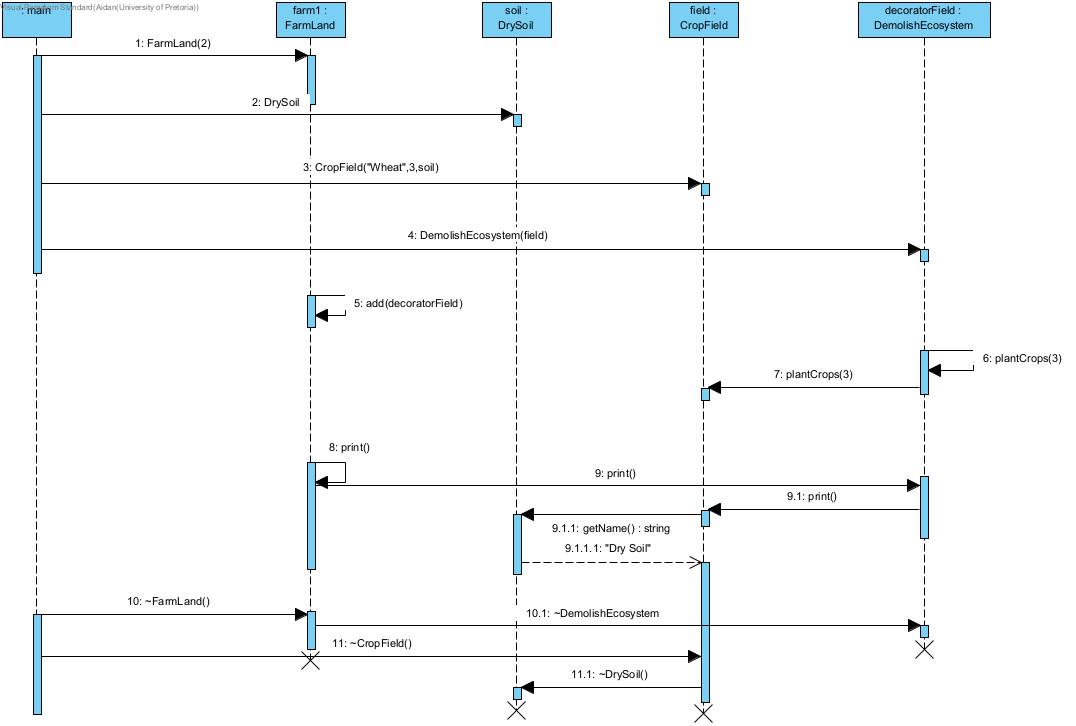 Visual Paradigm Standard(Aidan(University of Pretoria))
: main
farm1 :
FarmLand
soil :
DrySoil
field :
CropField
decoratorField :
DemolishEcosystem
1: FarmLand(2)
2: DrySoil
3: CropField("Wheat",3,soil)
4: DemolishEcosystem(field)
5: add(decoratorField)
6: plantCrops(3)
7: plantCrops(3)
8: print()
9: print()
9.1: print()
9.1.1: getName() : string
9.1.1.1: "Dry Soil"
10: ~FarmLand()
10.1: ~DemolishEcosystem
11: ~CropField()
11.1: ~DrySoil()